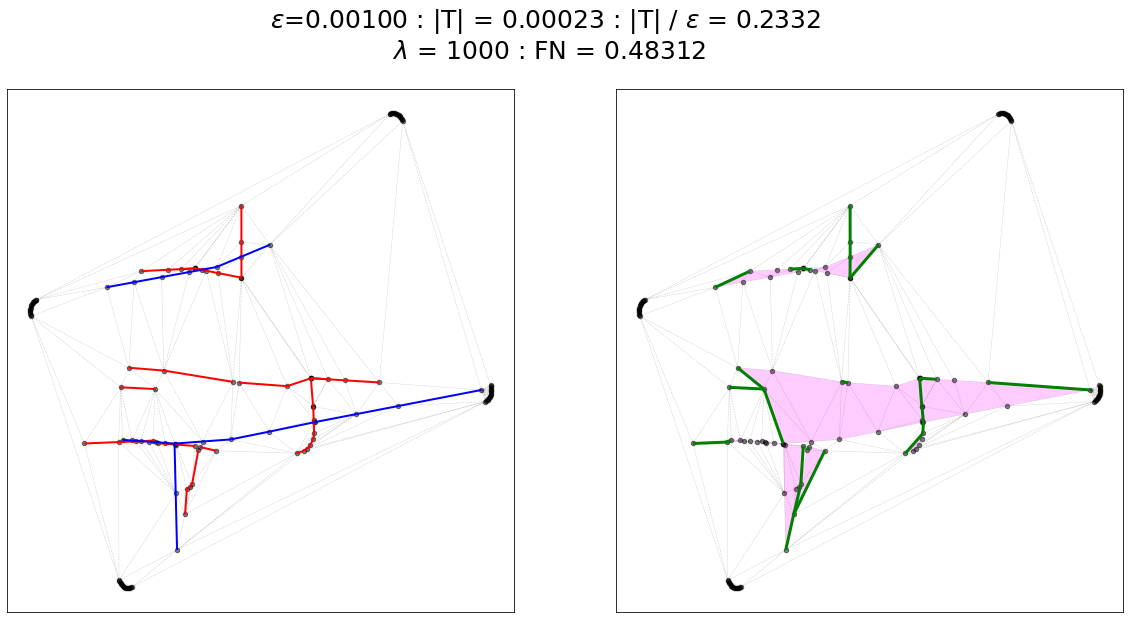 ε=0.00100 : |T| = 0.00023 : |T| / ε = 0.2332
λ = 1000 : FN = 0.48312